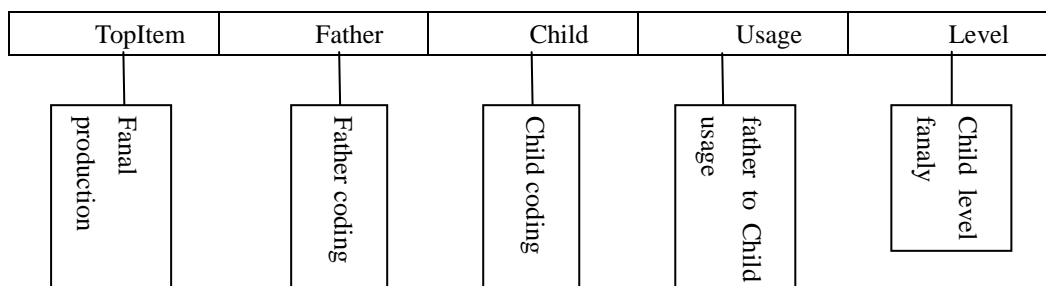 TopItem Father Child Usage Level
Fanal
production
Father coding
Child coding
father to Child
usage
Child level
fanaly